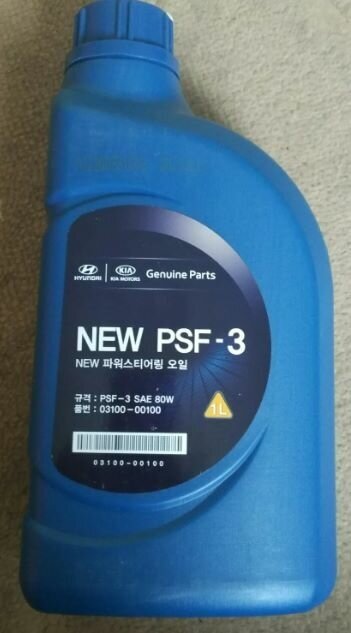 HYUNDAI KIA KIA MOTORS Genuine Parts
NEW PSF-3
NEW 파워스티어링 오일
규격 : PSF-3 SAE 80W
품번 : 03100-00100
1L
03100-00100